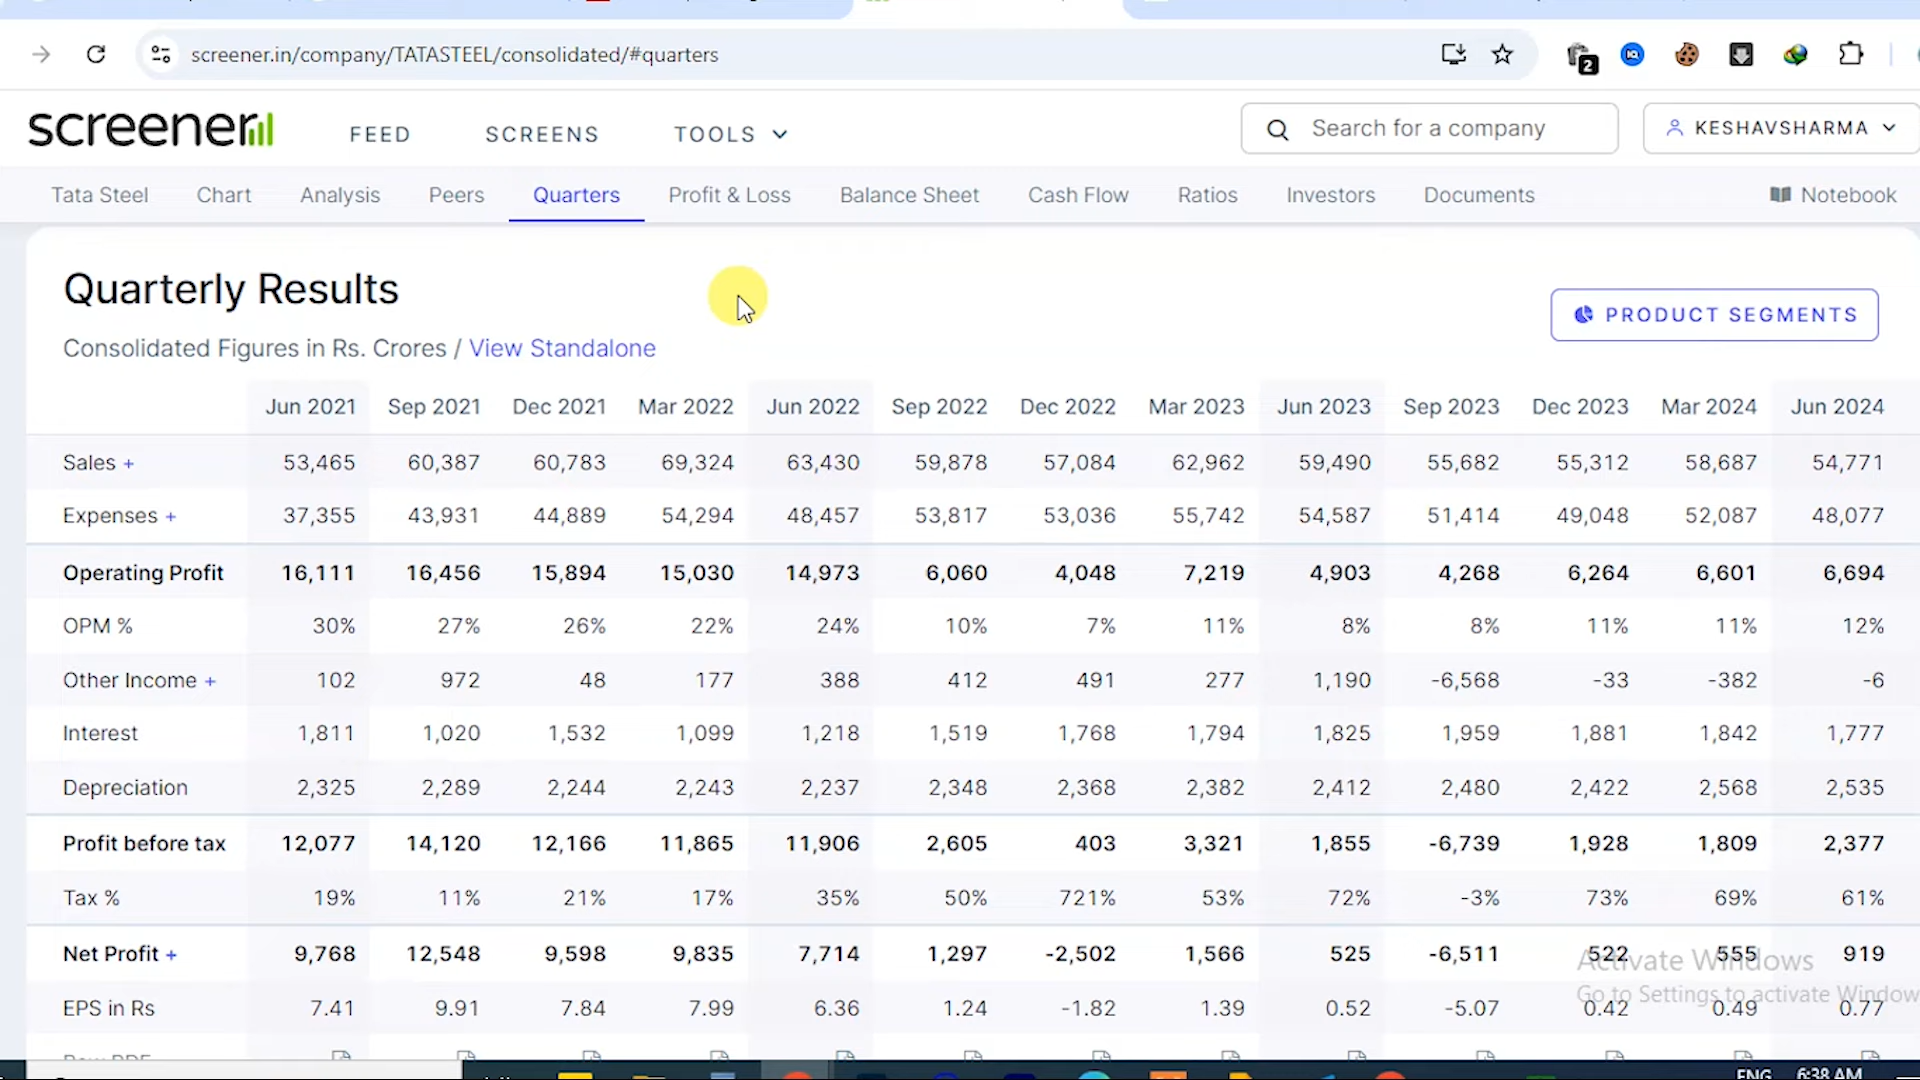 screener.in/company/TATASTEEL/consolidated/#quarters
2
screener
FEED SCREENS TOOLS
Search for a company
KESHAVSHARMA
Tata Steel Chart Analysis Peers Quarters Profit & Loss Balance Sheet Cash Flow Ratios Investors Documents Notebook
Quarterly Results
PRODUCT SEGMENTS
Consolidated Figures in Rs. Crores / View Standalone
Jun 2021 Sep 2021 Dec 2021 Mar 2022 Jun 2022 Sep 2022 Dec 2022 Mar 2023 Jun 2023 Sep 2023 Dec 2023 Mar 2024 Jun 2024
Sales + 53,465 60,387 60,783 69,324 63,430 59,878 57,084 62,962 59,490 55,682 55,312 58,687 54,771
Expenses + 37,355 43,931 44,889 54,294 48,457 53,817 53,036 55,742 54,587 51,414 49,048 52,087 48,077
Operating Profit 16,111 16,456 15,894 15,030 14,973 6,060 4,048 7,219 4,903 4,268 6,264 6,601 6,694
OPM % 30% 27% 26% 22% 24% 10% 7% 11% 8% 8% 11% 11% 12%
Other Income + 102 972 48 177 388 412 491 277 1,190 -6,568 -33 -382 -6
Interest 1,811 1,020 1,532 1,099 1,218 1,519 1,768 1,794 1,825 1,959 1,881 1,842 1,777
Depreciation 2,325 2,289 2,244 2,243 2,237 2,348 2,368 2,382 2,412 2,480 2,422 2,568 2,535
Profit before tax 12,077 14,120 12,166 11,865 11,906 2,605 403 3,321 1,855 -6,739 1,928 1,809 2,377
Tax % 19% 11% 21% 17% 35% 50% 721% 53% 72% -3% 73% 69% 61%
Net Profit + 9,768 12,548 9,598 9,835 7,714 1,297 -2,502 1,566 525 -6,511 522 555 919
Activate Windows
Go to Settings to activate Window
EPS in Rs 7.41 9.91 7.84 7.99 6.36 1.24 -1.82 1.39 0.52 -5.07 0.42 0.49 0.77
Raw PDF
ENG 6:38 AM